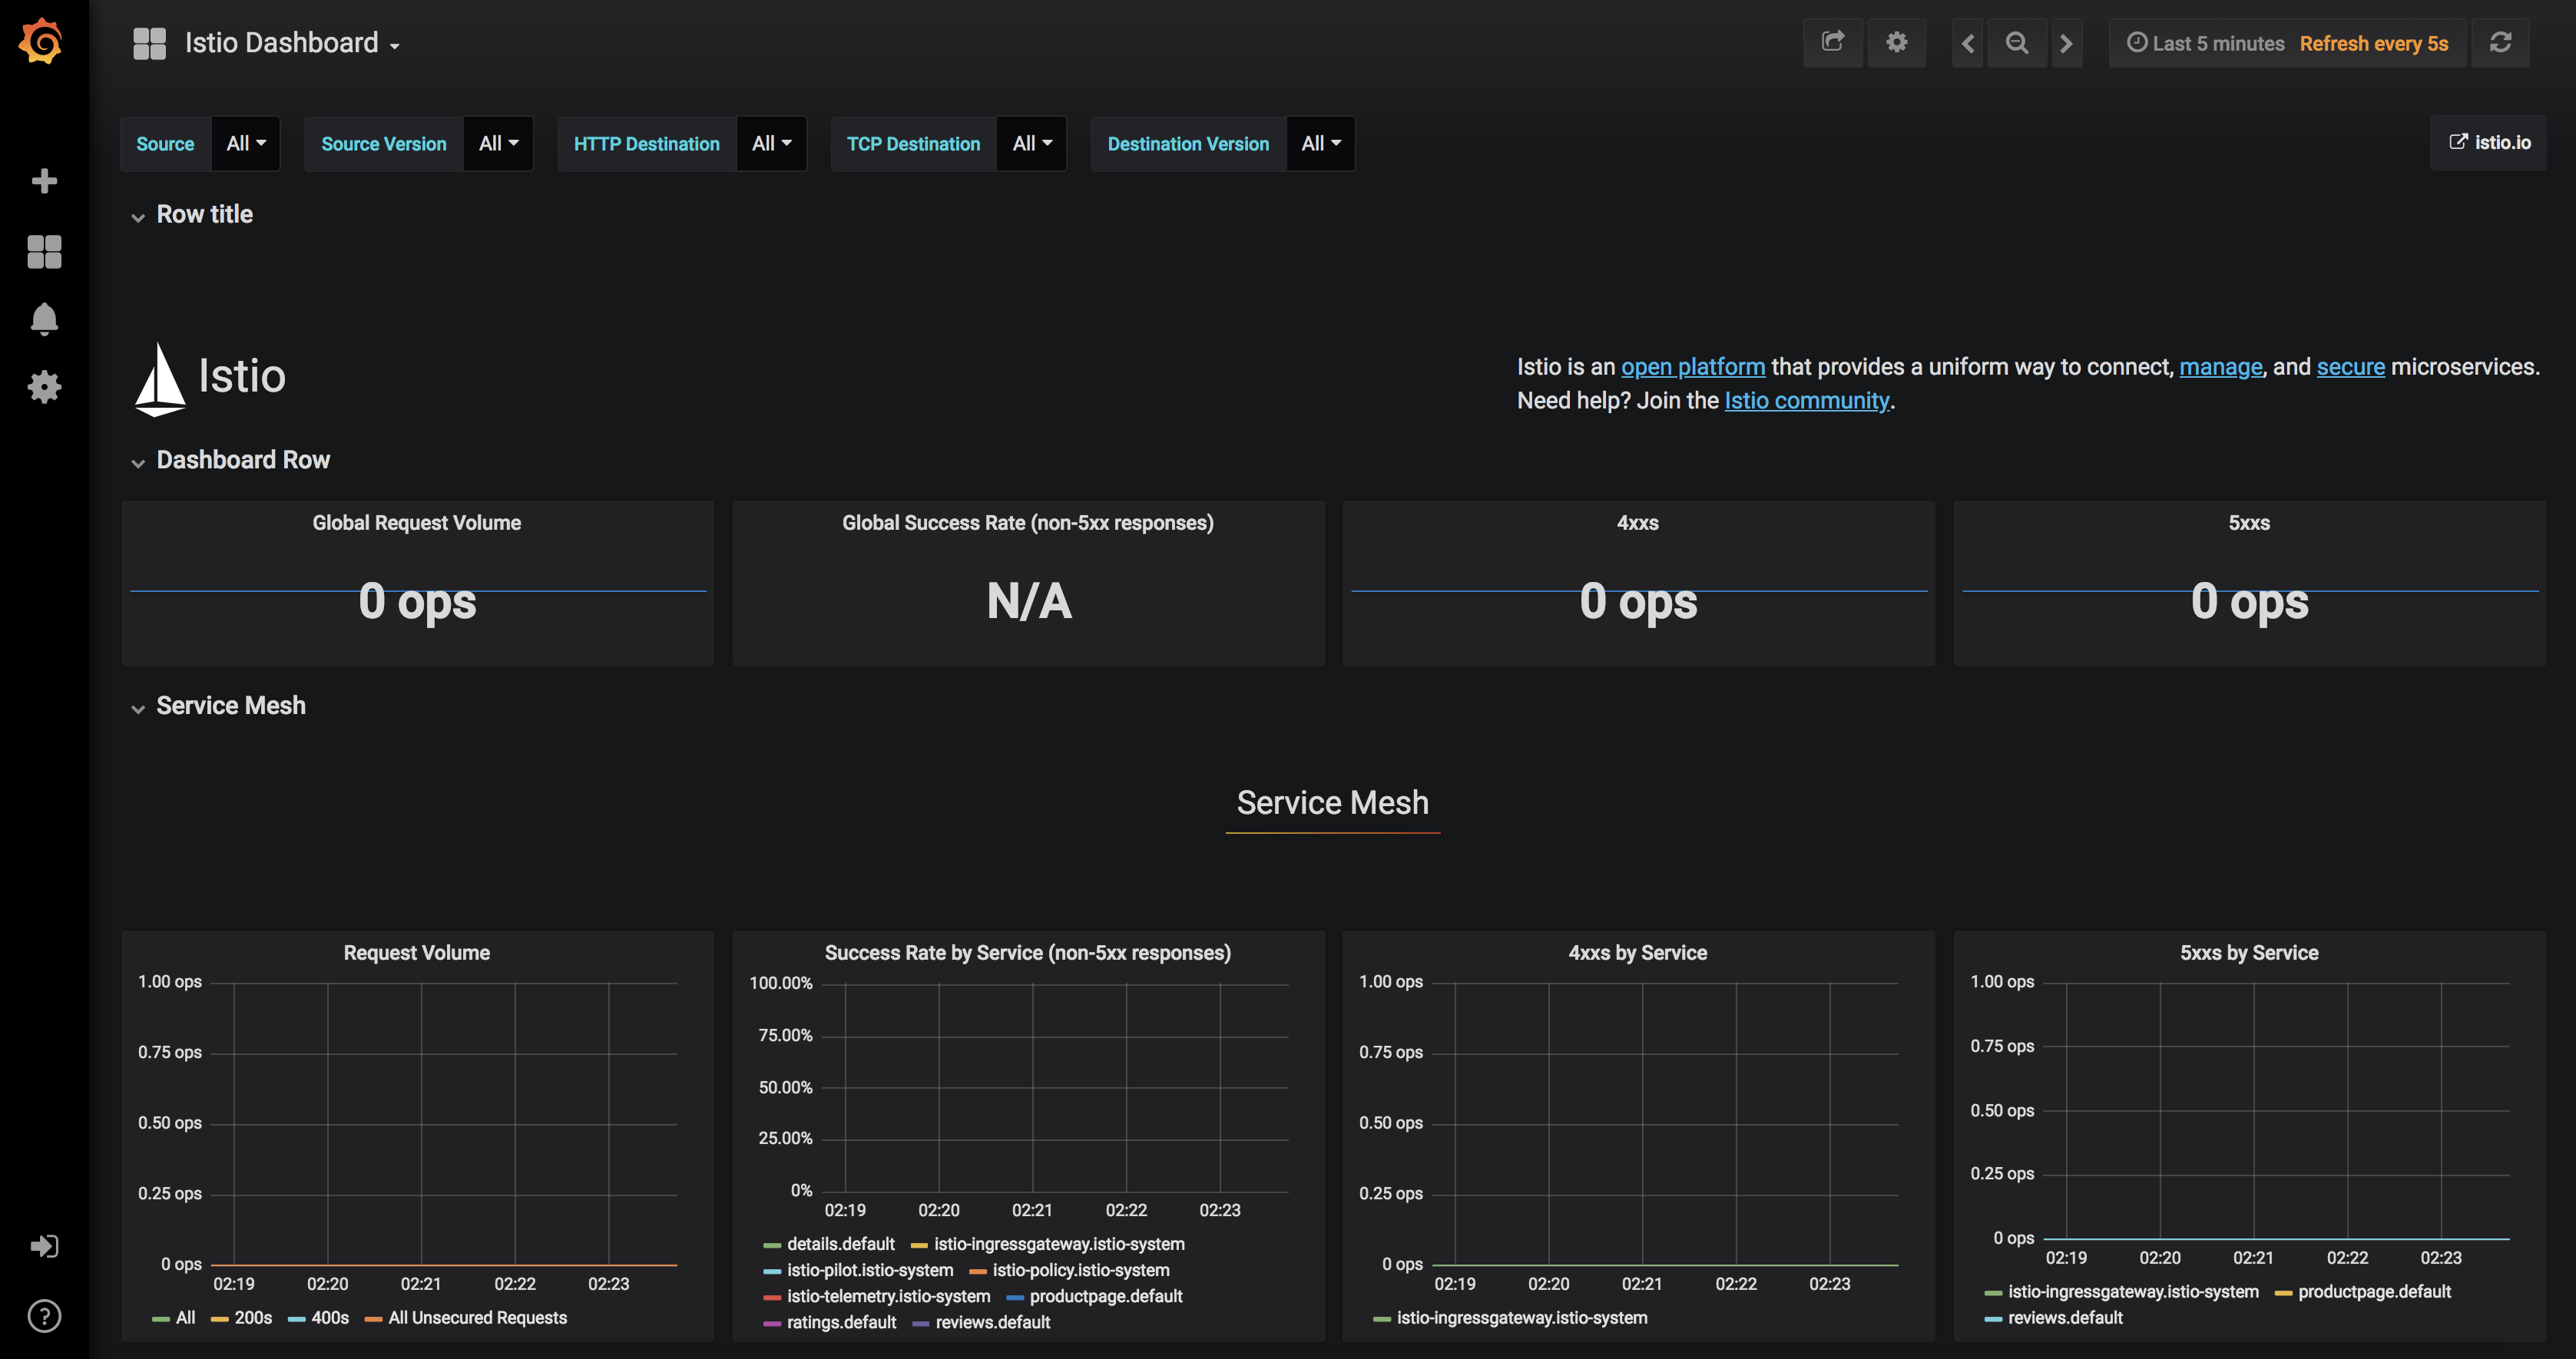 Istio Dashboard
Last 5 minutes Refresh every 5s
Source All Source Version All HTTP Destination All TCP Destination All Destination Version All istio.io
Row title
Istio
Istio is an open platform that provides a uniform way to connect, manage, and secure microservices.
Need help? Join the Istio community.
Dashboard Row
Global Request Volume
0 ops
Global Success Rate (non-5xx responses)
N/A
4xxs
0 ops
5xxs
0 ops
Service Mesh
Service Mesh
Request Volume
1.00 ops
0.75 ops
0.50 ops
0.25 ops
0 ops
02:19 02:20 02:21 02:22 02:23
All 200s 400s All Unsecured Requests
Success Rate by Service (non-5xx responses)
100.00%
75.00%
50.00%
25.00%
0%
02:19 02:20 02:21 02:22 02:23
details.default istio-ingressgateway.istio-system
istio-pilot.istio-system istio-policy.istio-system
istio-telemetry.istio-system productpage.default
ratings.default reviews.default
4xxs by Service
1.00 ops
0.75 ops
0.50 ops
0.25 ops
0 ops
02:19 02:20 02:21 02:22 02:23
istio-ingressgateway.istio-system
5xxs by Service
1.00 ops
0.75 ops
0.50 ops
0.25 ops
0 ops
02:19 02:20 02:21 02:22 02:23
istio-ingressgateway.istio-system productpage.default
reviews.default